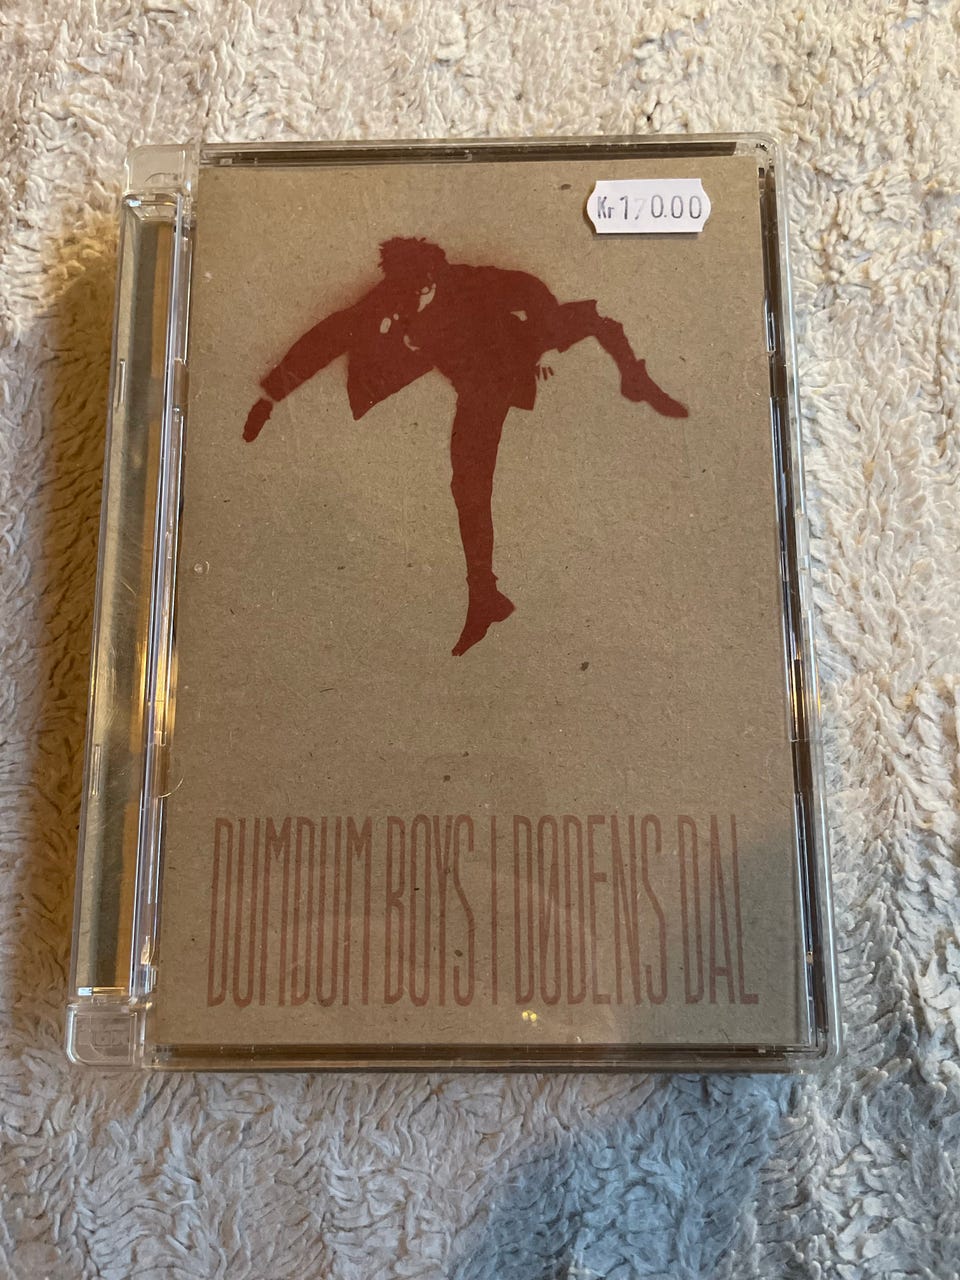 Kr 170.00
DUMDUM BOYS I DØDENS DAL